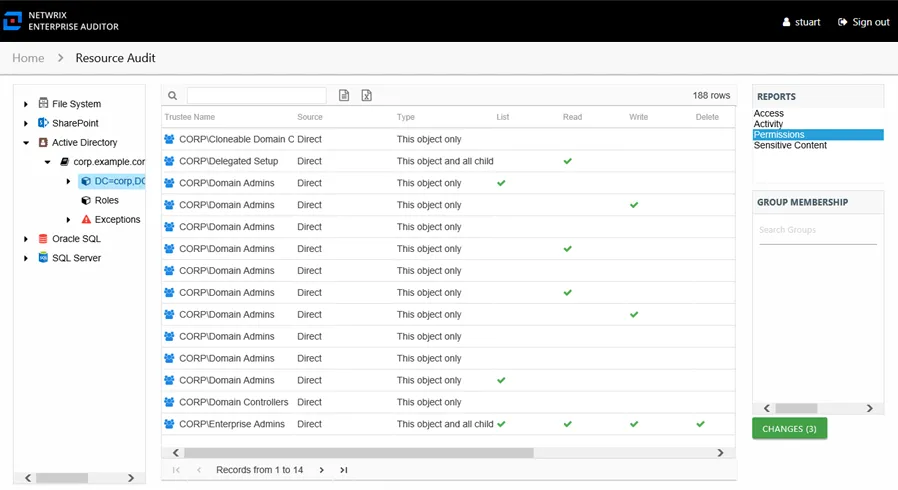 NETWRIX
ENTERPRISE AUDITOR
stuart
Sign out
Home > Resource Audit
File System
SharePoint
Active Directory
corp.example.cor
DC=corp,DC
Roles
Exceptions
Oracle SQL
SQL Server
188 rows
Trustee Name Source Type List Read Write Delete
CORP\Cloneable Domain C Direct This object only
CORP\Delegated Setup Direct This object and all child
CORP\Domain Admins Direct This object only
CORP\Domain Admins Direct This object only
CORP\Domain Admins Direct This object only
CORP\Domain Admins Direct This object only
CORP\Domain Admins Direct This object only
CORP\Domain Admins Direct This object only
CORP\Domain Admins Direct This object only
CORP\Domain Admins Direct This object only
CORP\Domain Admins Direct This object only
CORP\Domain Admins Direct This object only
CORP\Domain Controllers Direct This object only
CORP\Enterprise Admins Direct This object and all child
Records from 1 to 14
REPORTS
Access
Activity
Permissions
Sensitive Content
GROUP MEMBERSHIP
Search Groups
CHANGES (3)